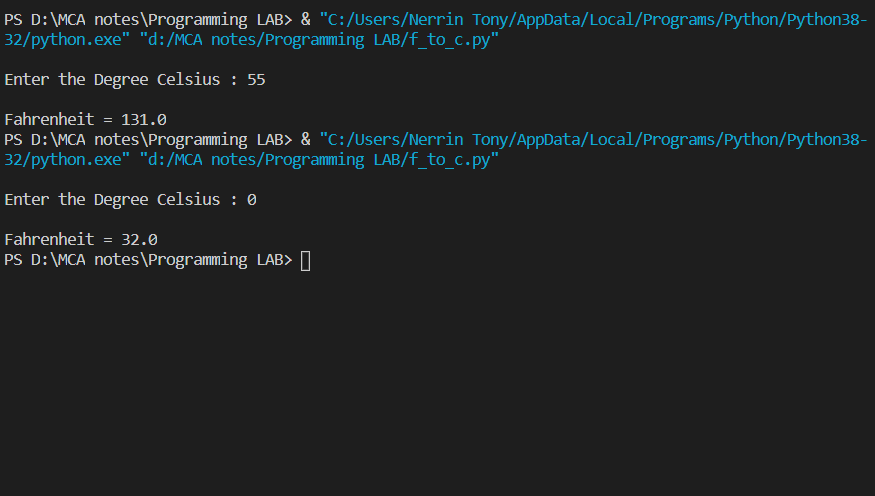 PS D:\MCA notes\Programming LAB> & "C:/Users/Nerrin Tony/AppData/Local/Programs/Python/Python38-
32/python.exe" "d:/MCA notes/Programming LAB/f_to_c.py"
Enter the Degree Celsius : 55
Fahrenheit = 131.0
PS D:\MCA notes\Programming LAB> & "C:/Users/Nerrin Tony/AppData/Local/Programs/Python/Python38-
32/python.exe" "d:/MCA notes/Programming LAB/f_to_c.py"
Enter the Degree Celsius : 0
Fahrenheit = 32.0
PS D:\MCA notes\Programming LAB>